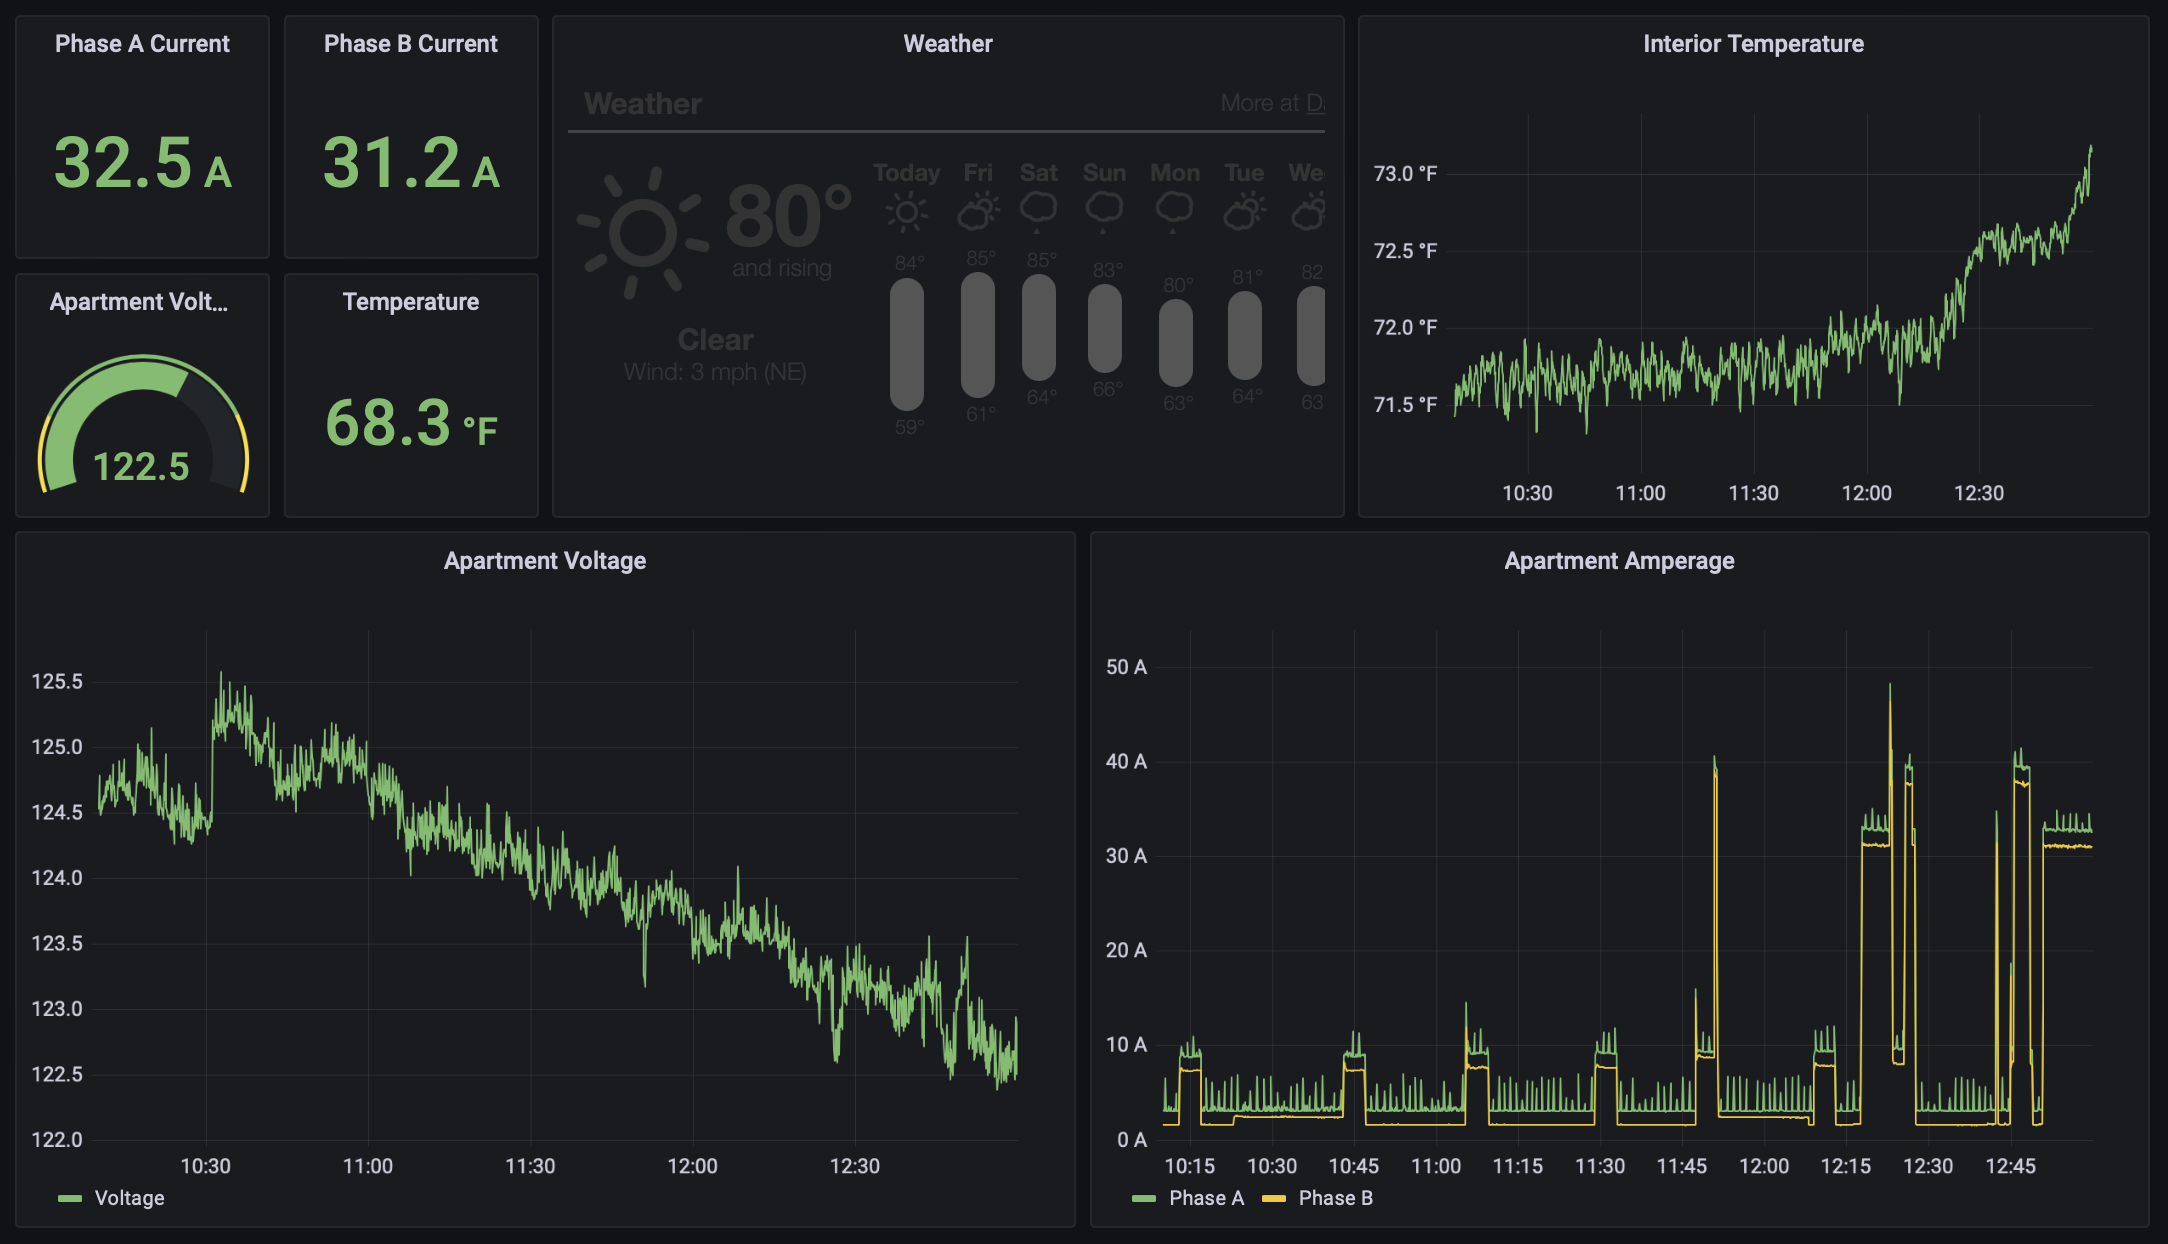 Phase A Current
32.5 A
Phase B Current
31.2 A
Apartment Volt...
122.5
Temperature
68.3 °F
Weather
Weather
More at Da
80°
and rising
Clear
Wind: 3 mph (NE)
Today Fri Sat Sun Mon Tue We
84° 85° 85° 83° 80° 81° 82
59° 61° 64° 66° 63° 64° 63
Interior Temperature
73.0 °F
72.5 °F
72.0 °F
71.5 °F
10:30 11:00 11:30 12:00 12:30
Apartment Voltage
125.5
125.0
124.5
124.0
123.5
123.0
122.5
122.0
10:30 11:00 11:30 12:00 12:30
Voltage
Apartment Amperage
50 A
40 A
30 A
20 A
10 A
0 A
10:15 10:30 10:45 11:00 11:15 11:30 11:45 12:00 12:15 12:30 12:45
Phase A Phase B